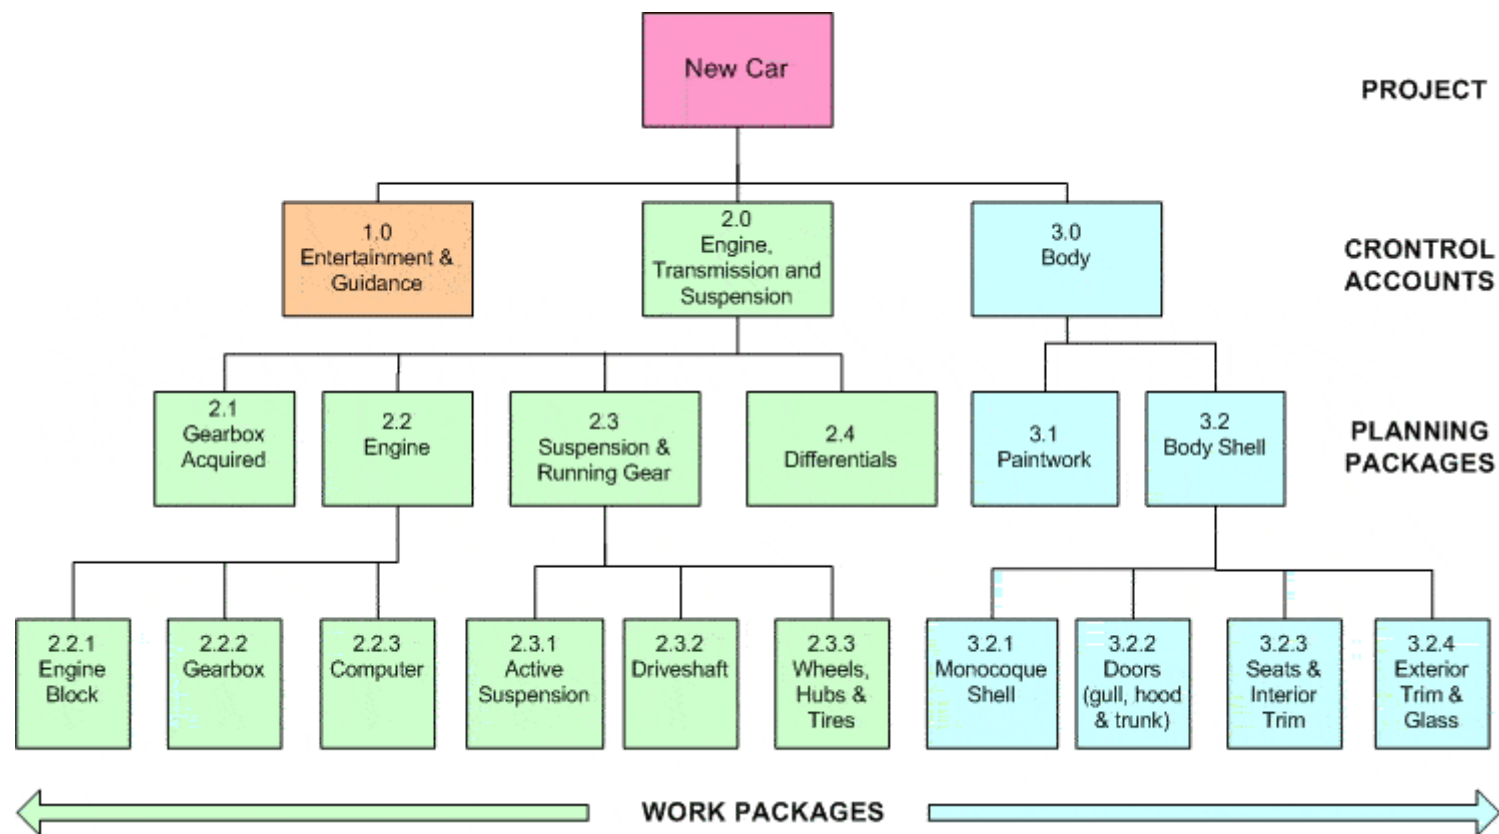 New Car
PROJECT
1.0
Entertainment &
Guidance
2.0
Engine,
Transmission and
Suspension
3.0
Body
CRONTROL
ACCOUNTS
2.1
Gearbox
Acquired
2.2
Engine
2.3
Suspension &
Running Gear
2.4
Differentials
3.1
Paintwork
3.2
Body Shell
PLANNING
PACKAGES
2.2.1
Engine
Block
2.2.2
Gearbox
2.2.3
Computer
2.3.1
Active
Suspension
2.3.2
Driveshaft
2.3.3
Wheels,
Hubs &
Tires
3.2.1
Monocoque
Shell
3.2.2
Doors
(gull, hood
& trunk)
3.2.3
Seats &
Interior
Trim
3.2.4
Exterior
Trim &
Glass
WORK PACKAGES